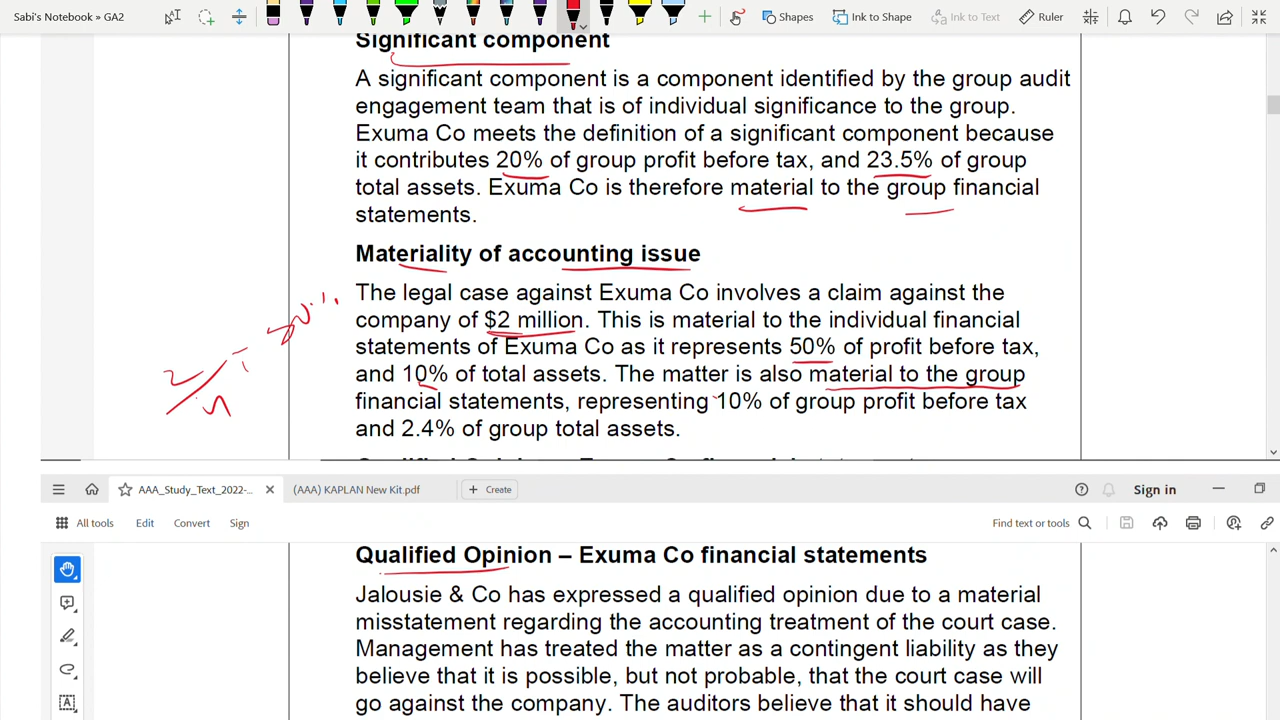 Sabi's Notebook » GA2
Shapes
Ink to Shape
Ink to Text
Ruler
Significant component
A significant component is a component identified by the group audit
engagement team that is of individual significance to the group.
Exuma Co meets the definition of a significant component because
it contributes 20% of group profit before tax, and 23.5% of group
total assets. Exuma Co is therefore material to the group financial
statements.
Materiality of accounting issue
The legal case against Exuma Co involves a claim against the
company of $2 million. This is material to the individual financial
statements of Exuma Co as it represents 50% of profit before tax,
and 10% of total assets. The matter is also material to the group
financial statements, representing 10% of group profit before tax
and 2.4% of group total assets.
AAA_Study_Text_2022-...
(AAA) KAPLAN New Kit.pdf
+ Create
Sign in
All tools
Edit
Convert
Sign
Find text or tools
Qualified Opinion – Exuma Co financial statements
Jalousie & Co has expressed a qualified opinion due to a material
misstatement regarding the accounting treatment of the court case.
Management has treated the matter as a contingent liability as they
believe that it is possible, but not probable, that the court case will
go against the company. The auditors believe that it should have